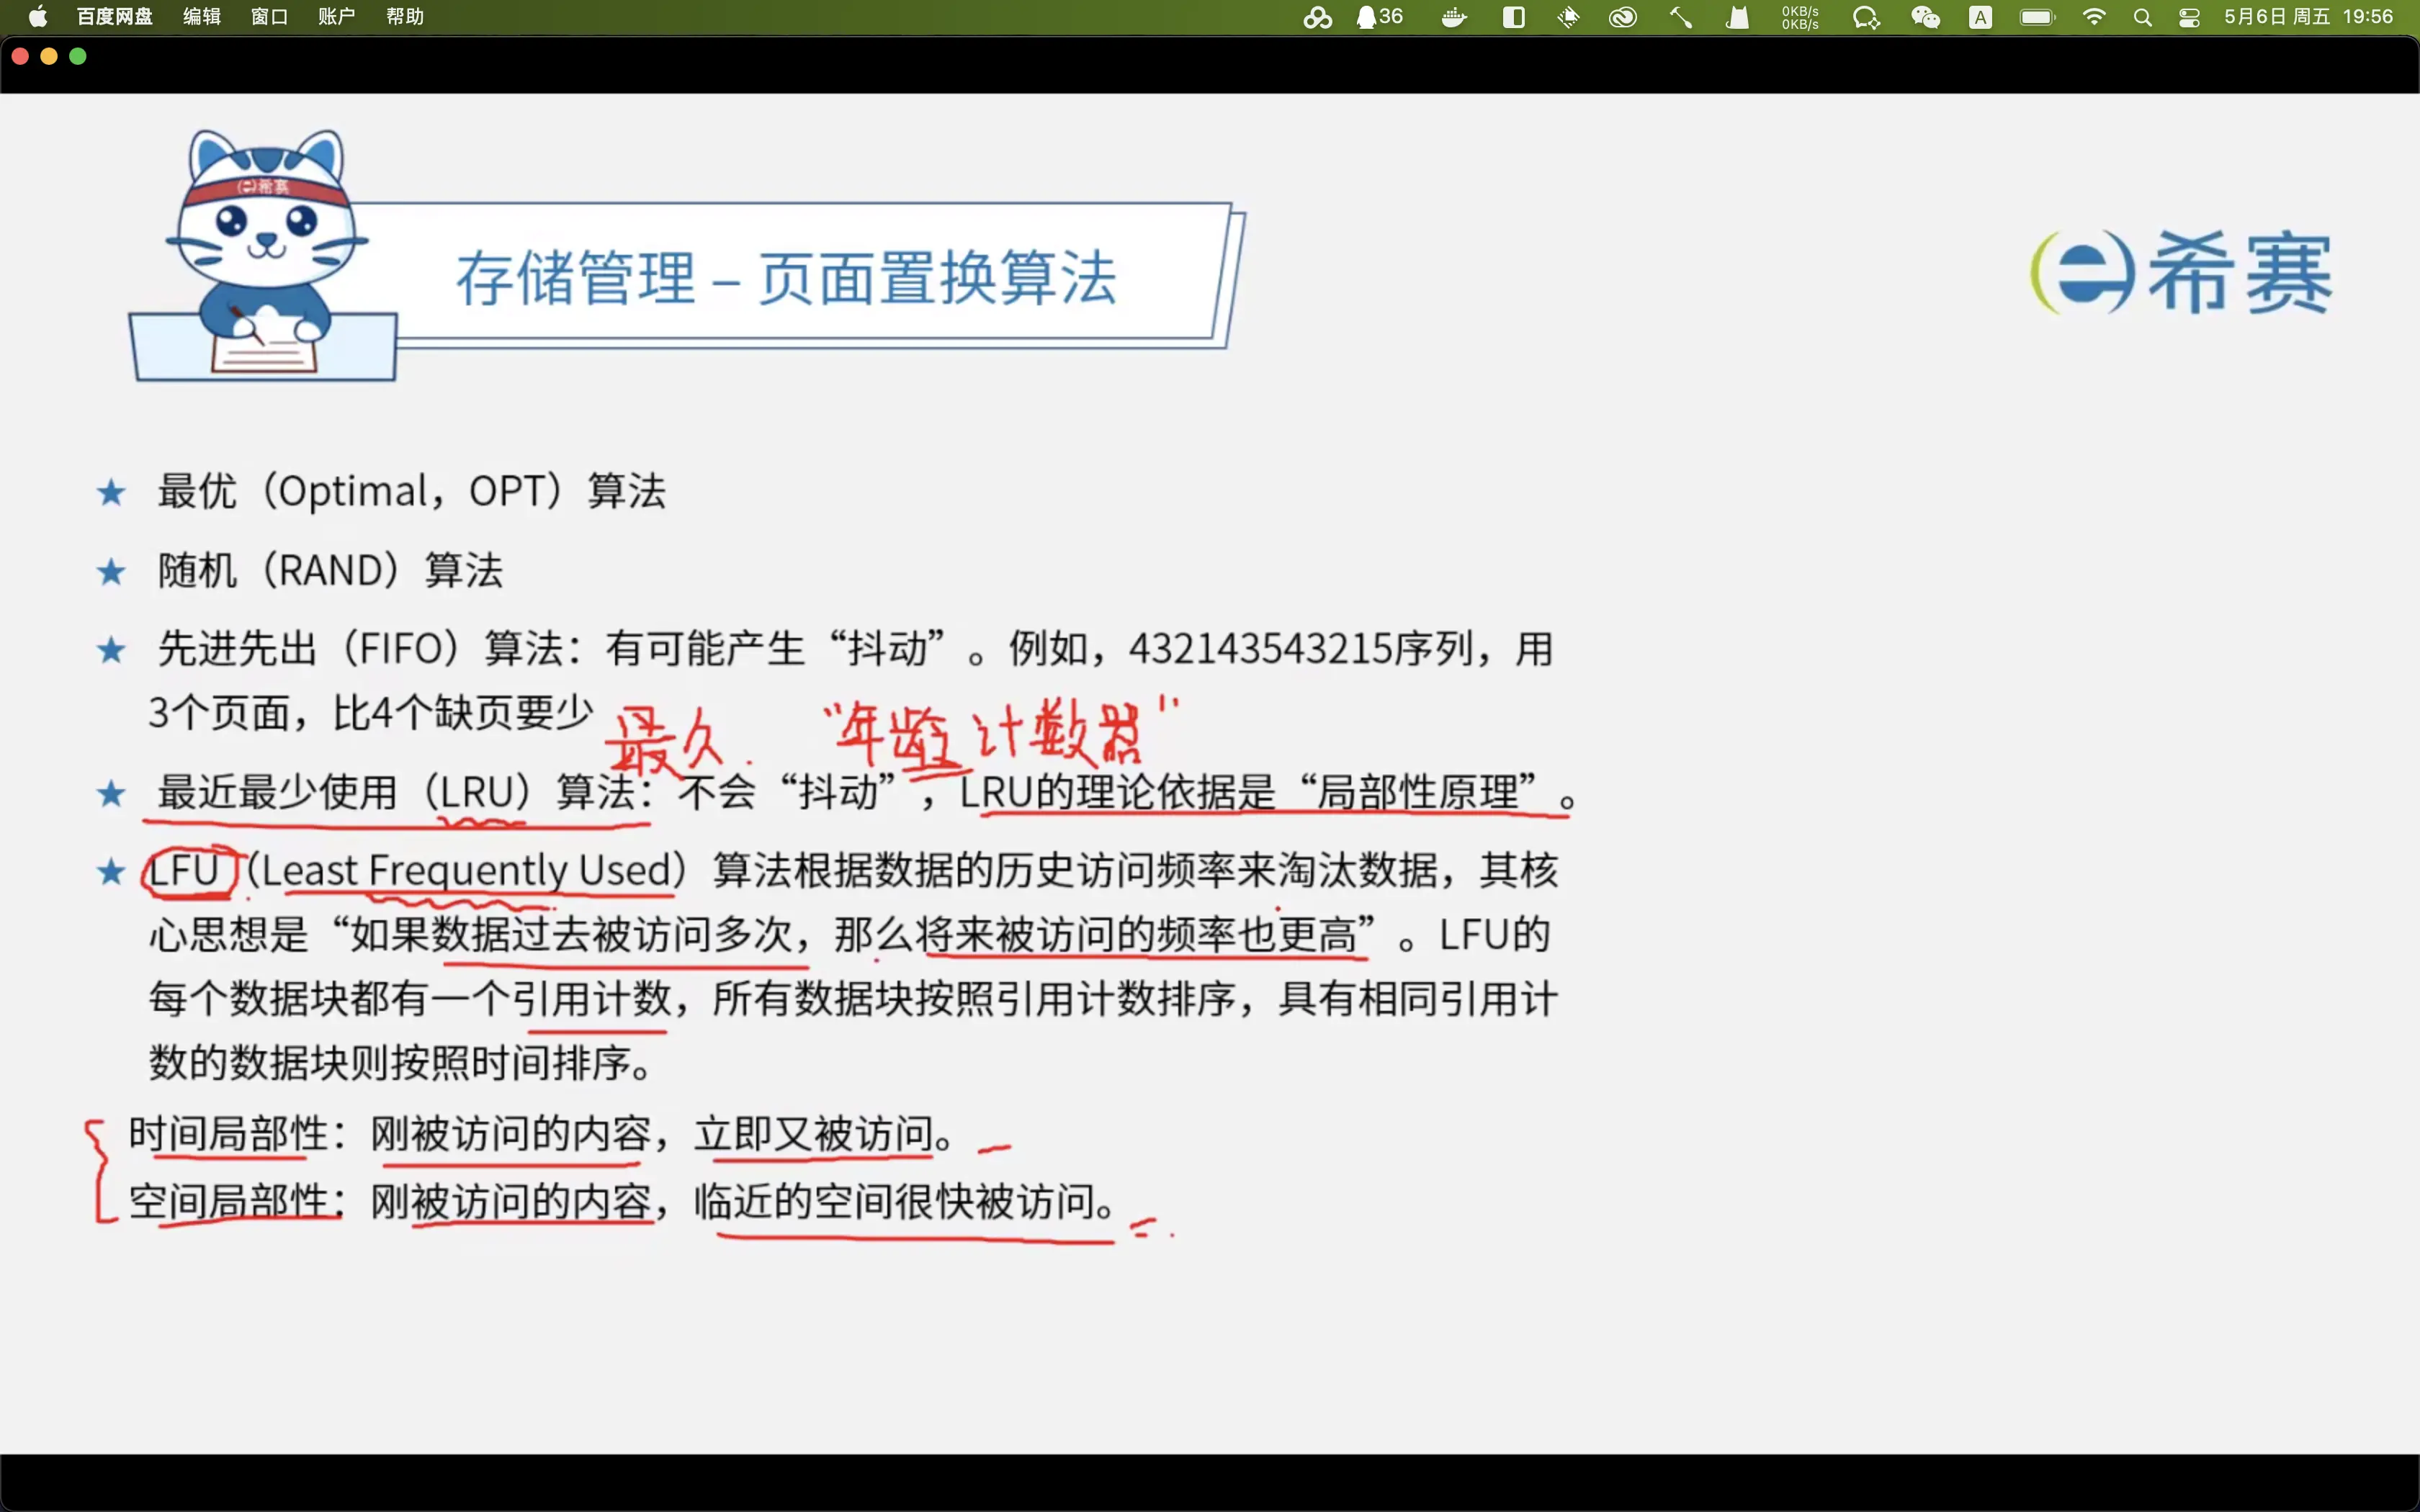 百度网盘 编辑 窗口 账户 帮助 36 0KB/s 0KB/s A 5月6日 周五 19:56
希赛
存储管理 – 页面置换算法
e希赛
★ 最优（Optimal，OPT）算法
★ 随机（RAND）算法
★ 先进先出（FIFO）算法：有可能产生“抖动”。例如，432143543215序列，用
3个页面，比4个缺页要少
最久. “年龄计数器”
★ 最近最少使用（LRU）算法：不会“抖动”，LRU的理论依据是“局部性原理”。
★ LFU（Least Frequently Used）算法根据数据的历史访问频率来淘汰数据，其核
心思想是“如果数据过去被访问多次，那么将来被访问的频率也更高”。LFU的
每个数据块都有一个引用计数，所有数据块按照引用计数排序，具有相同引用计
数的数据块则按照时间排序。
时间局部性：刚被访问的内容，立即又被访问。
空间局部性：刚被访问的内容，临近的空间很快被访问。